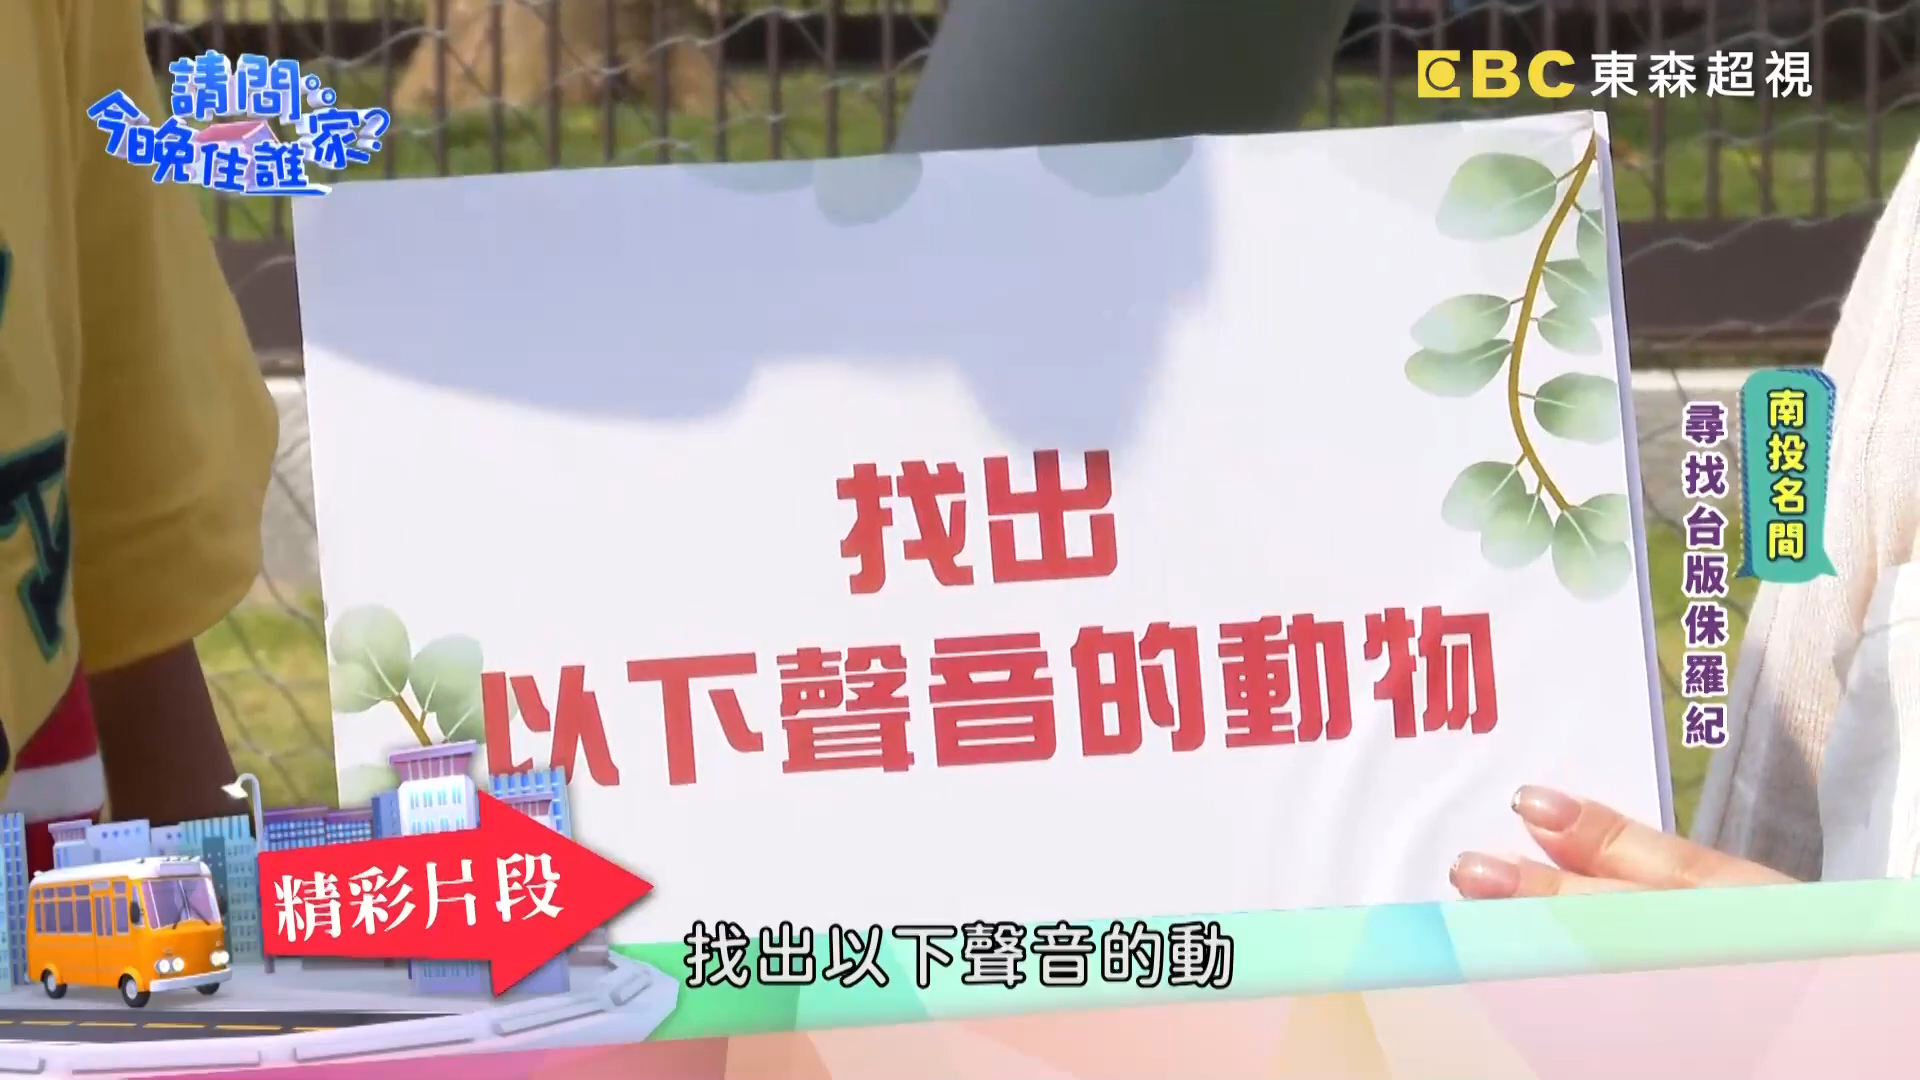 請問
今晚住誰家?
EBC 東森超視
南投名間
尋找台版侏羅紀
找出
以下聲音的動物
精彩片段
找出以下聲音的動